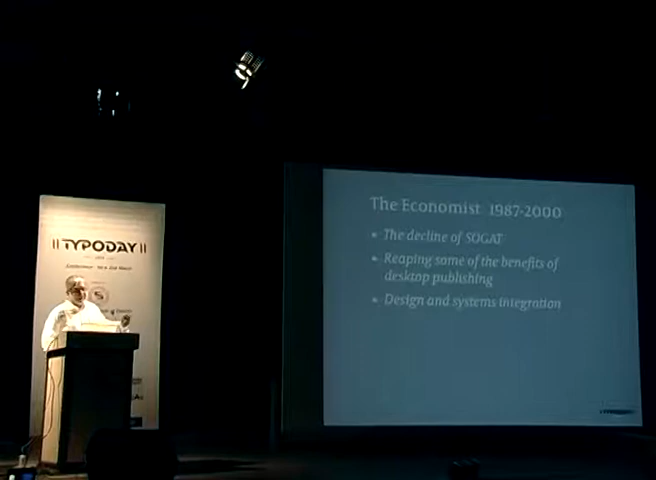 TYPODAY
The Economist 1987-2000
• The decline of SOGAT
• Reaping some of the benefits of
desktop publishing
• Design and systems integration